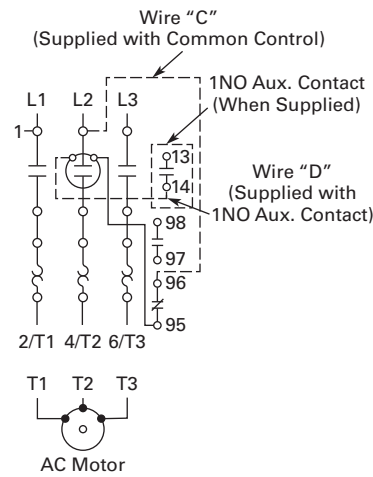 Wire “C”
(Supplied with Common Control)
1NO Aux. Contact
(When Supplied)
L1 L2 L3
1
13
14
Wire “D”
(Supplied with
1NO Aux. Contact)
98
97
96
95
2/T1 4/T2 6/T3
T1 T2 T3
AC Motor